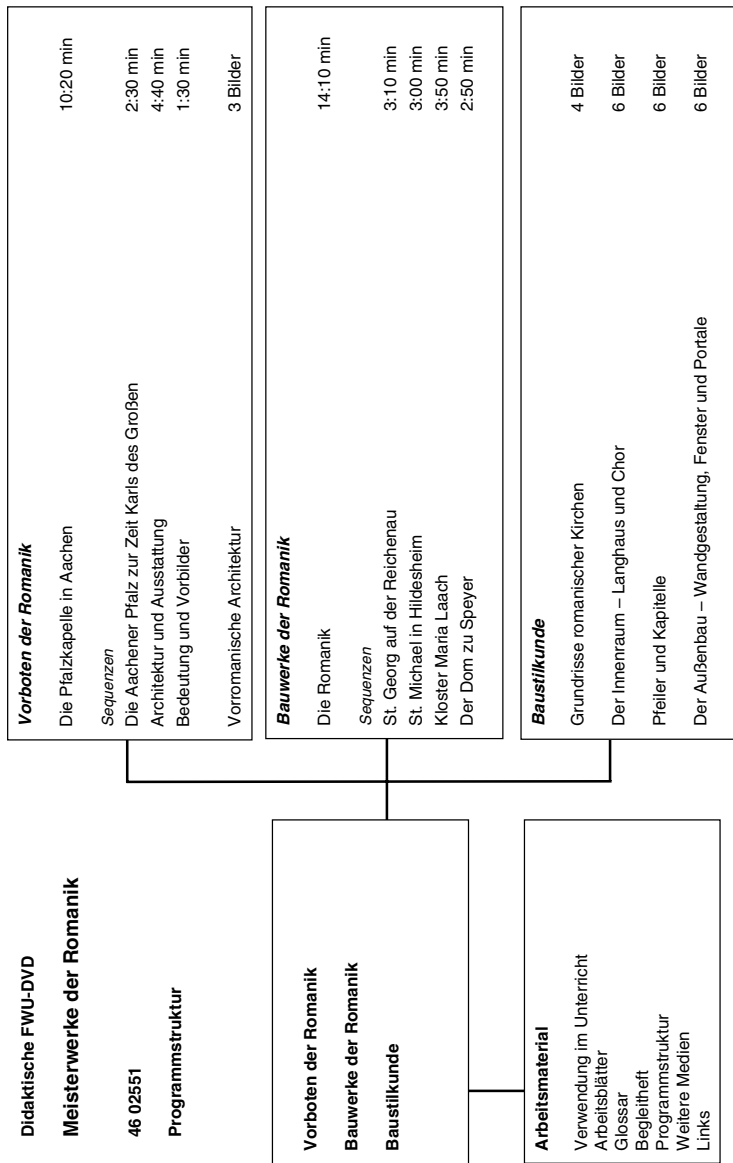 Didaktische FWU-DVD
Meisterwerke der Romanik
46 02551
Programmstruktur
Vorboten der Romanik
Bauwerke der Romanik
Baustilkunde
Arbeitsmaterial
Verwendung im Unterricht
Arbeitsblätter
Glossar
Begleitheft
Programmstruktur
Weitere Medien
Links
Vorboten der Romanik
Die Pfalzkapelle in Aachen 10:20 min
Sequenzen
Die Aachener Pfalz zur Zeit Karls des Großen 2:30 min
Architektur und Ausstattung 4:40 min
Bedeutung und Vorbilder 1:30 min
Vorromanische Architektur 3 Bilder
Bauwerke der Romanik
Die Romanik 14:10 min
Sequenzen
St. Georg auf der Reichenau 3:10 min
St. Michael in Hildesheim 3:00 min
Kloster Maria Laach 3:50 min
Der Dom zu Speyer 2:50 min
Baustilkunde
Grundrisse romanischer Kirchen 4 Bilder
Der Innenraum – Langhaus und Chor 6 Bilder
Pfeiler und Kapitelle 6 Bilder
Der Außenbau – Wandgestaltung, Fenster und Portale 6 Bilder